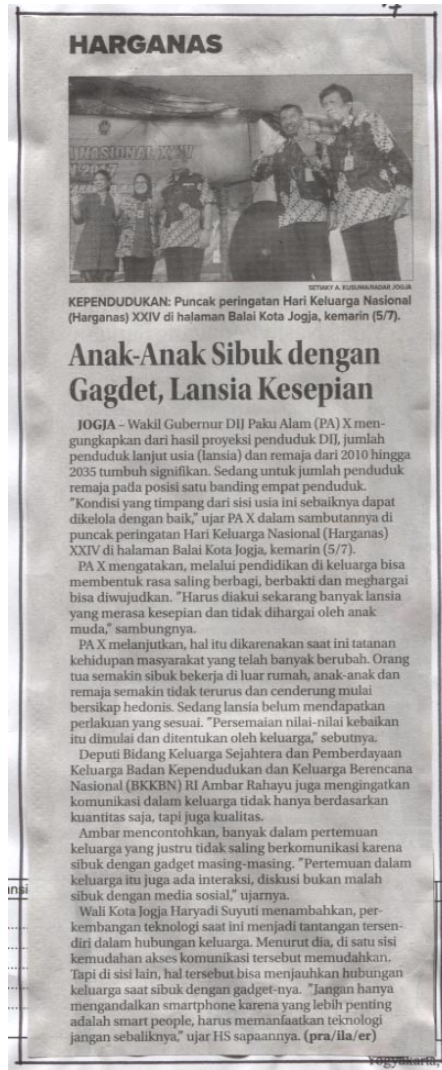 HARGANAS
NASIONAL XXIV
2017
SETIAKY A. KUSUMA/RADAR JOGJA
KEPENDUDUKAN: Puncak peringatan Hari Keluarga Nasional
(Harganas) XXIV di halaman Balai Kota Jogja, kemarin (5/7).
Anak-Anak Sibuk dengan
Gagdet, Lansia Kesepian
JOGJA – Wakil Gubernur DIJ Paku Alam (PA) X men-
gungkapkan dari hasil proyeksi penduduk DIJ, jumlah
penduduk lanjut usia (lansia) dan remaja dari 2010 hingga
2035 tumbuh signifikan. Sedang untuk jumlah penduduk
remaja pada posisi satu banding empat penduduk.
"Kondisi yang timpang dari sisi usia ini sebaiknya dapat
dikelola dengan baik," ujar PA X dalam sambutannya di
puncak peringatan Hari Keluarga Nasional (Harganas)
XXIV di halaman Balai Kota Jogja, kemarin (5/7).
PA X mengatakan, melalui pendidikan di keluarga bisa
membentuk rasa saling berbagi, berbakti dan meghargai
bisa diwujudkan. "Harus diakui sekarang banyak lansia
yang merasa kesepian dan tidak dihargai oleh anak
muda," sambungnya.
PA X melanjutkan, hal itu dikarenakan saat ini tatanan
kehidupan masyarakat yang telah banyak berubah. Orang
tua semakin sibuk bekerja di luar rumah, anak-anak dan
remaja semakin tidak terurus dan cenderung mulai
bersikap hedonis. Sedang lansia belum mendapatkan
perlakuan yang sesuai. "Persemaian nilai-nilai kebaikan
itu dimulai dan ditentukan oleh keluarga," sebutnya.
Deputi Bidang Keluarga Sejahtera dan Pemberdayaan
Keluarga Badan Kependudukan dan Keluarga Berencana
Nasional (BKKBN) RI Ambar Rahayu juga mengingatkan
komunikasi dalam keluarga tidak hanya berdasarkan
kuantitas saja, tapi juga kualitas.
Ambar mencontohkan, banyak dalam pertemuan
keluarga yang justru tidak saling berkomunikasi karena
sibuk dengan gadget masing-masing. "Pertemuan dalam
keluarga itu juga ada interaksi, diskusi bukan malah
sibuk dengan media sosial," ujarnya.
Wali Kota Jogja Haryadi Suyuti menambahkan, per-
kembangan teknologi saat ini menjadi tantangan tersen-
diri dalam hubungan keluarga. Menurut dia, di satu sisi
kemudahan akses komunikasi tersebut memudahkan.
Tapi di sisi lain, hal tersebut bisa menjauhkan hubungan
keluarga saat sibuk dengan gadget-nya. "Jangan hanya
mengandalkan smartphone karena yang lebih penting
adalah smart people, harus memanfaatkan teknologi
jangan sebaliknya," ujar HS sapaannya. (pra/ila/er)
Yogyakarta,